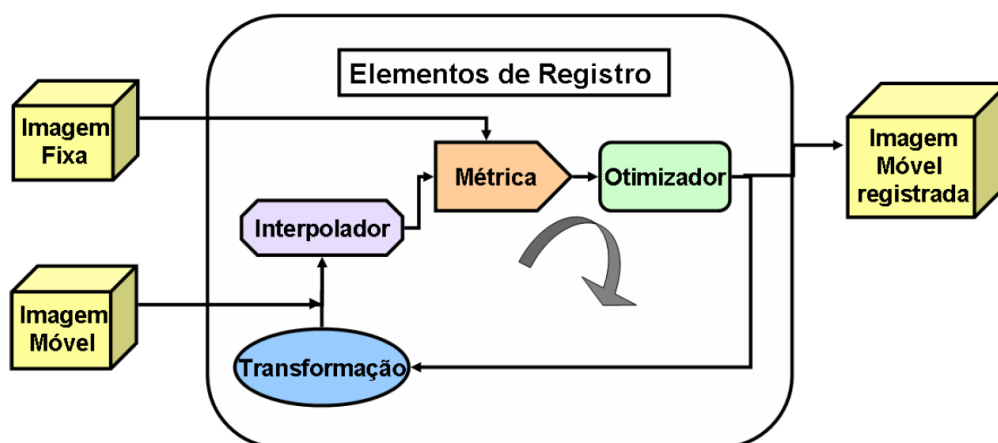 Elementos de Registro
Imagem
Fixa
Imagem
Móvel
registrada
Métrica
Otimizador
Interpolador
Imagem
Móvel
Transformação